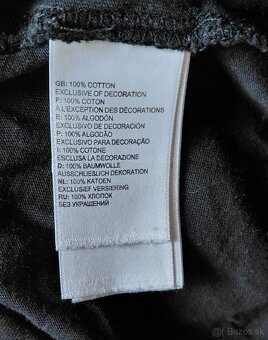 GB: 100% COTTON
EXCLUSIVE OF DECORATION
F: 100% COTON
A L'EXCEPTION DES DÉCORATIONS
E: 100% ALGODÓN
EXCLUSIVO DE DECORACIÓN
P: 100% ALGODÃO
EXCLUSIVO PARA DECORAÇÃO
I: 100% COTONE
ESCLUSA LA DECORAZIONE
D: 100% BAUMWOLLE
AUSSCHLIEßLICH DEKORATION
NL: 100% KATOEN
EXCLUSIEF VERSIERING
RU: 100% ХЛОПОК
БЕЗ УКРАШЕНИЙ
Bazos.sk